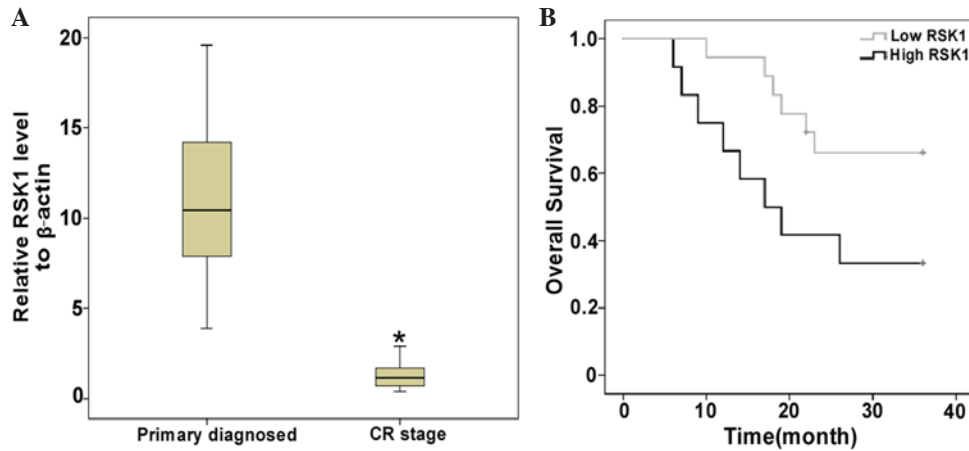 A
Relative RSK1 level
to β-actin
20
15
10
5
0
*
Primary diagnosed
CR stage
B
Overall Survival
1.0
0.8
0.6
0.4
0.2
0
Low RSK1
High RSK1
0
10
20
30
40
Time(month)